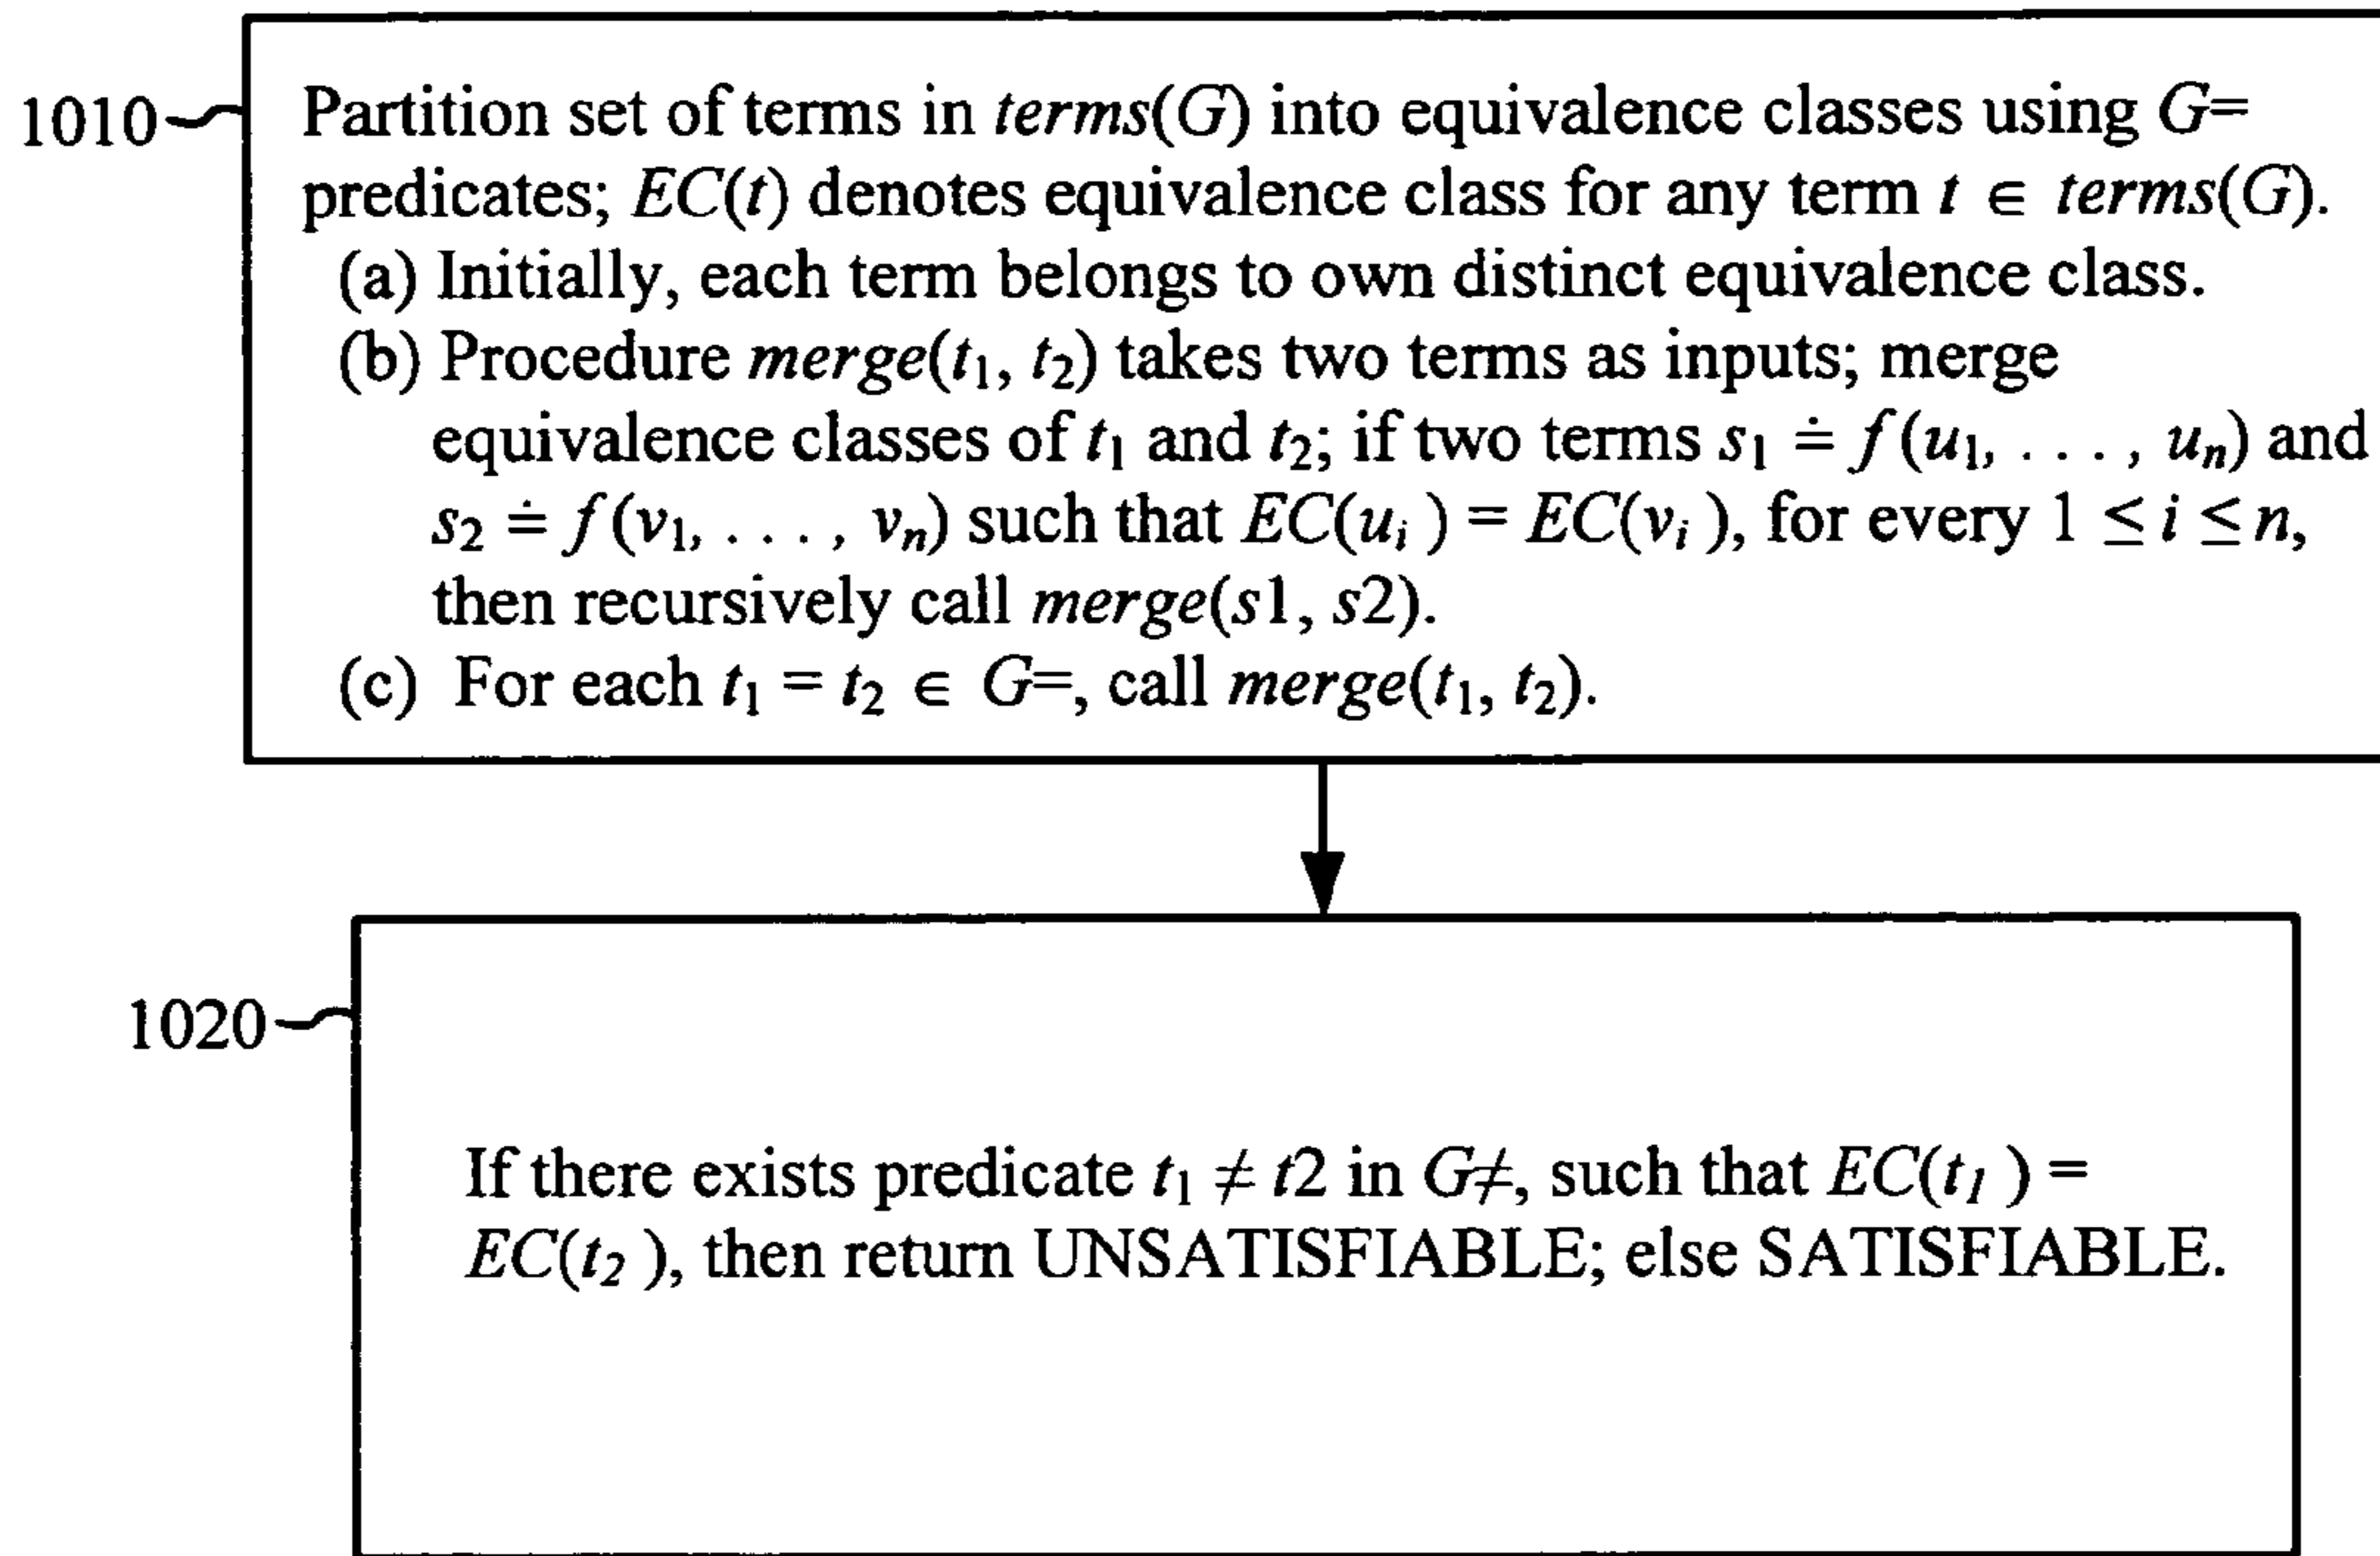 1010
Partition set of terms in terms(G) into equivalence classes using G=
predicates; EC(t) denotes equivalence class for any term t ∈ terms(G).
(a) Initially, each term belongs to own distinct equivalence class.
(b) Procedure merge(t₁, t₂) takes two terms as inputs; merge
equivalence classes of t₁ and t₂; if two terms s₁ ≐ f(u₁, . . . , uₙ) and
s₂ ≐ f(v₁, . . . , vₙ) such that EC(uᵢ) = EC(vᵢ), for every 1 ≤ i ≤ n,
then recursively call merge(s1, s2).
(c) For each t₁ = t₂ ∈ G=, call merge(t₁, t₂).
1020
If there exists predicate t₁ ≠ t2 in G≠, such that EC(t₁) =
EC(t₂), then return UNSATISFIABLE; else SATISFIABLE.